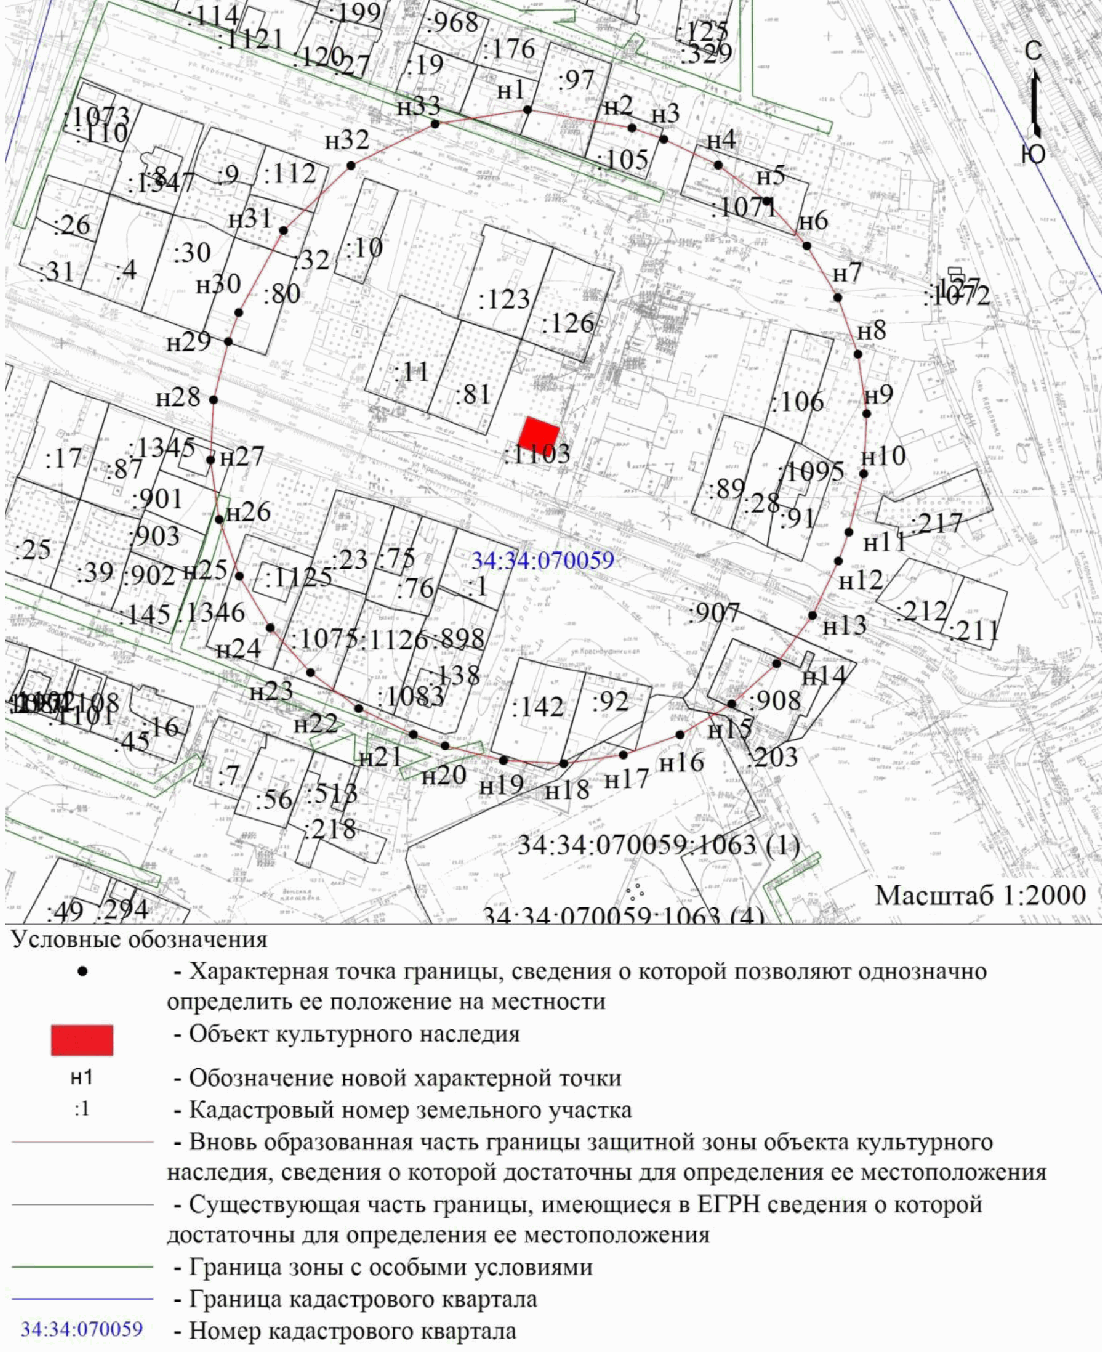 :114
:1121
:199
:120
:27
:968
:176
:19
:97
:125
:329
С
Ю
н1
н2
н3
н4
н5
н6
н7
н8
н9
н10
н11
н12
н13
н14
н15
н16
н17
н18
н19
н20
н21
н22
н23
н24
н25
н26
н27
н28
н29
н30
н31
н32
н33
:1073
:110
:8
:1347
:9
:112
:105
:1071
:26
:31
:4
:30
:32
:10
:80
:123
:126
:127
:1072
:11
:81
:106
:1103
:17
:87
:1345
:901
:903
:902
:25
:39
:145
:1346
:1125
:23
:75
:76
:1
34:34:070059
:89
:28
:91
:1095
:217
:212
:211
:907
:908
:203
:1075
:1126
:898
:138
:1083
:142
:92
:1101
:108
:45
:16
:7
:56
:513
:218
:49
:294
ул.Краснофинская
34:34:070059:1063 (1)
34:34:070059:1063 (4)
Масштаб 1:2000
Условные обозначения
- Характерная точка границы, сведения о которой позволяют однозначно
определить ее положение на местности
- Объект культурного наследия
н1 - Обозначение новой характерной точки
:1 - Кадастровый номер земельного участка
- Вновь образованная часть границы защитной зоны объекта культурного
наследия, сведения о которой достаточны для определения ее местоположения
- Существующая часть границы, имеющиеся в ЕГРН сведения о которой
достаточны для определения ее местоположения
- Граница зоны с особыми условиями
- Граница кадастрового квартала
34:34:070059 - Номер кадастрового квартала